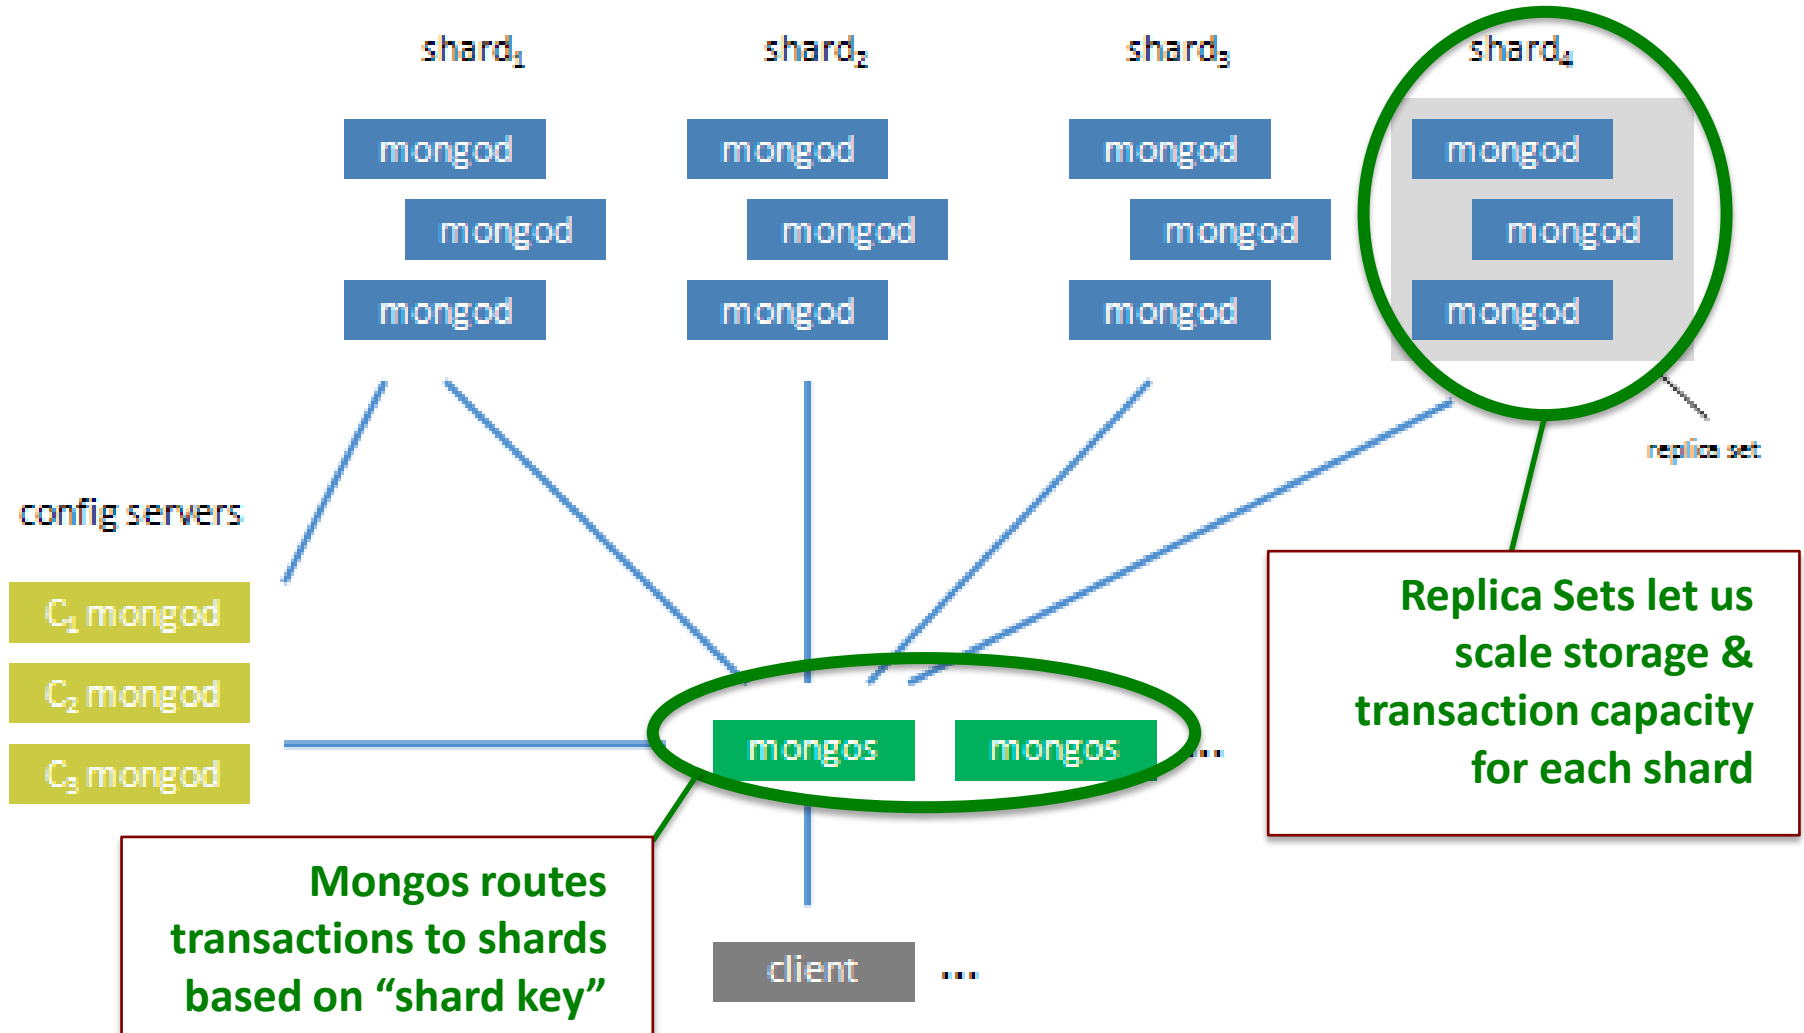 shard₁
shard₂
shard₃
shard₄
mongod
mongod
mongod
mongod
mongod
mongod
mongod
mongod
mongod
mongod
mongod
mongod
replica set
config servers
C₁ mongod
C₂ mongod
C₃ mongod
mongos
mongos
...
Replica Sets let us
scale storage &
transaction capacity
for each shard
Mongos routes
transactions to shards
based on “shard key”
client
...